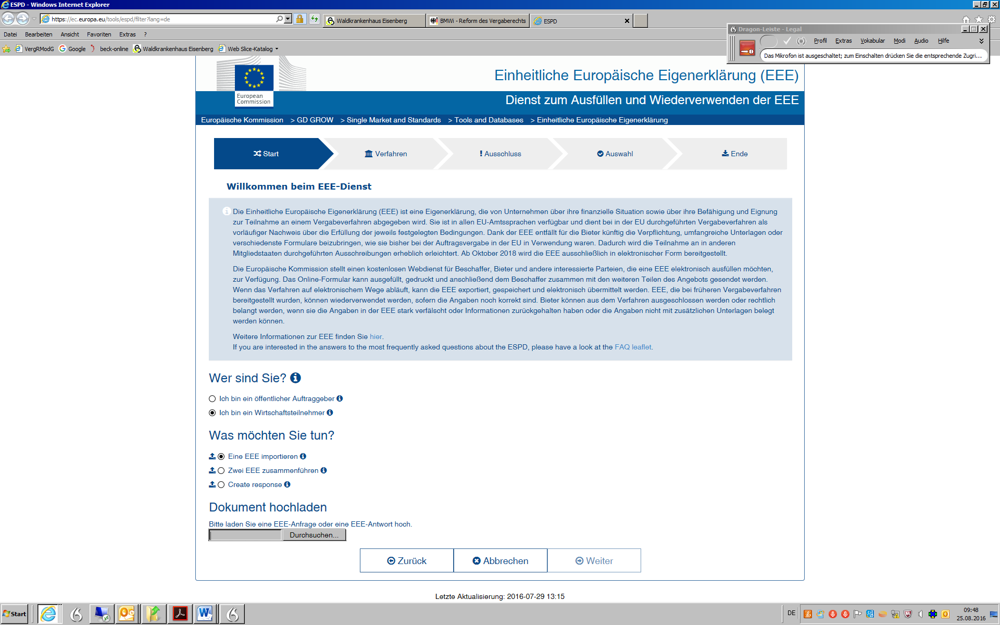 ESPD - Windows Internet Explorer
https://ec.europa.eu/tools/espd/filter?lang=de
Waldkrankenhaus Eisenberg
BMWi - Reform des Vergaberechts
ESPD
Datei Bearbeiten Ansicht Favoriten Extras ?
VergRModG Google beck-online Waldkrankenhaus Eisenberg Web Slice-Katalog
Dragon-Leiste - Legal
Profil Extras Vokabular Modi Audio Hilfe
Das Mikrofon ist ausgeschaltet; zum Einschalten drücken Sie die entsprechende Zugri...
European
Commission
Einheitliche Europäische Eigenerklärung (EEE)
Dienst zum Ausfüllen und Wiederverwenden der EEE
Europäische Kommission > GD GROW > Single Market and Standards > Tools and Databases > Einheitliche Europäische Eigenerklärung
Start
Verfahren
Ausschluss
Auswahl
Ende
Willkommen beim EEE-Dienst
Die Einheitliche Europäische Eigenerklärung (EEE) ist eine Eigenerklärung, die von Unternehmen über ihre finanzielle Situation sowie über ihre Befähigung und Eignung
zur Teilnahme an einem Vergabeverfahren abgegeben wird. Sie ist in allen EU-Amtssprachen verfügbar und dient bei in der EU durchgeführten Vergabeverfahren als
vorläufiger Nachweis über die Erfüllung der jeweils festgelegten Bedingungen. Dank der EEE entfällt für die Bieter künftig die Verpflichtung, umfangreiche Unterlagen oder
verschiedenste Formulare beizubringen, wie sie bisher bei der Auftragsvergabe in der EU in Verwendung waren. Dadurch wird die Teilnahme an in anderen
Mitgliedstaaten durchgeführten Ausschreibungen erheblich erleichtert. Ab Oktober 2018 wird die EEE ausschließlich in elektronischer Form bereitgestellt.
Die Europäische Kommission stellt einen kostenlosen Webdienst für Beschaffer, Bieter und andere interessierte Parteien, die eine EEE elektronisch ausfüllen möchten,
zur Verfügung. Das Online-Formular kann ausgefüllt, gedruckt und anschließend dem Beschaffer zusammen mit den weiteren Teilen des Angebots gesendet werden.
Wenn das Verfahren auf elektronischem Wege abläuft, kann die EEE exportiert, gespeichert und elektronisch übermittelt werden. EEE, die bei früheren Vergabeverfahren
bereitgestellt wurden, können wiederverwendet werden, sofern die Angaben noch korrekt sind. Bieter können aus dem Verfahren ausgeschlossen werden oder rechtlich
belangt werden, wenn sie die Angaben in der EEE stark verfälscht oder Informationen zurückgehalten haben oder die Angaben nicht mit zusätzlichen Unterlagen belegt
werden können.
Weitere Informationen zur EEE finden Sie hier.
If you are interested in the answers to the most frequently asked questions about the ESPD, please have a look at the FAQ leaflet.
Wer sind Sie?
Ich bin ein öffentlicher Auftraggeber
Ich bin ein Wirtschaftsteilnehmer
Was möchten Sie tun?
Eine EEE importieren
Zwei EEE zusammenführen
Create response
Dokument hochladen
Bitte laden Sie eine EEE-Anfrage oder eine EEE-Antwort hoch.
Durchsuchen...
Zurück
Abbrechen
Weiter
Letzte Aktualisierung: 2016-07-29 13:15
Start
DE
09:48
25.08.2016